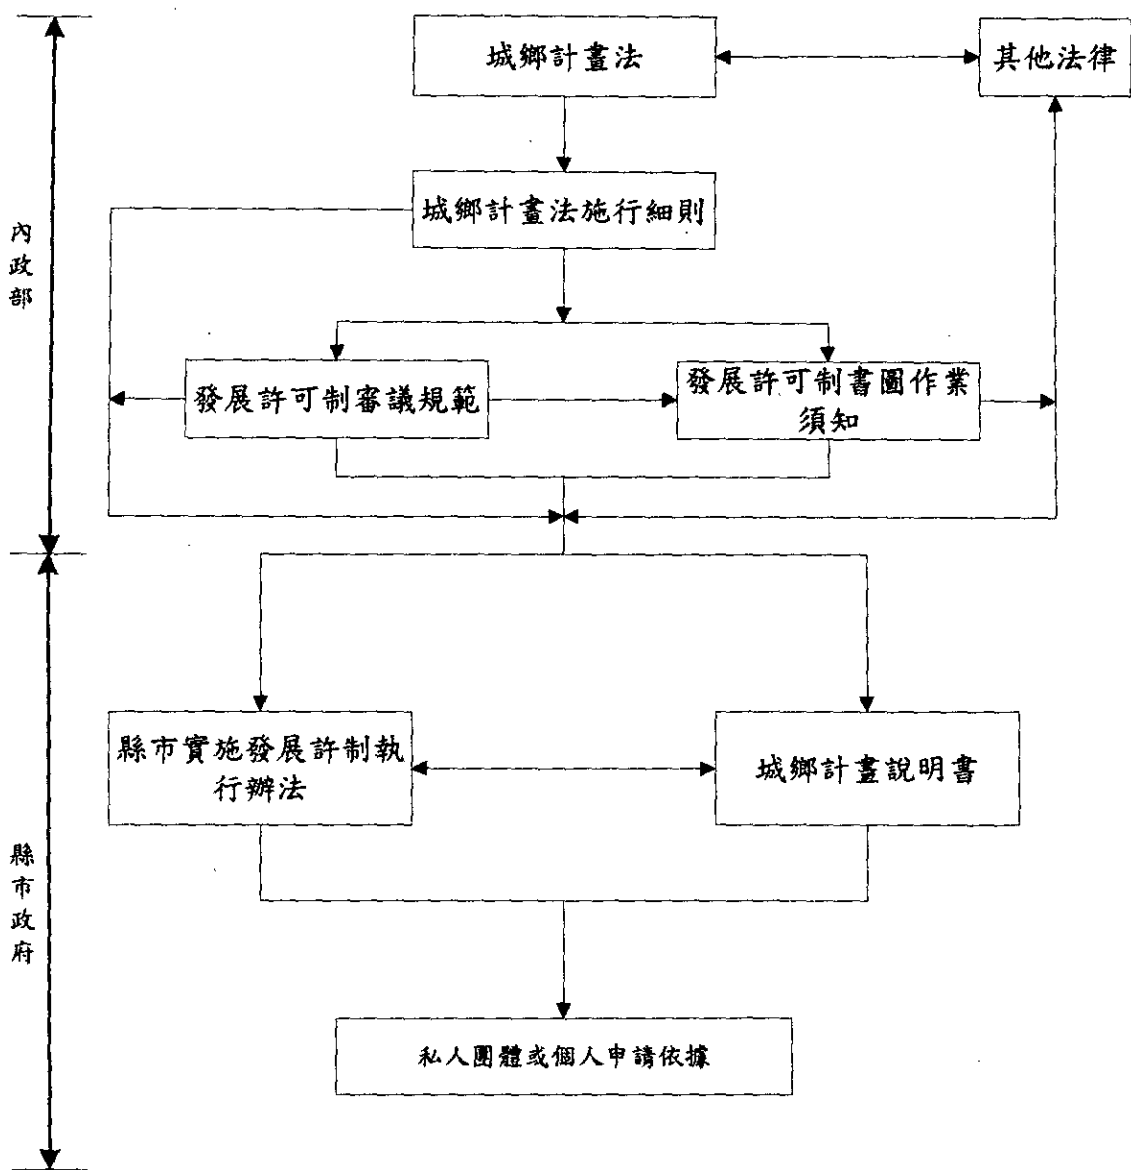 城鄉計畫法
其他法律
城鄉計畫法施行細則
內政部
發展許可制審議規範
發展許可制書圖作業
須知
縣市實施發展許制執
行辦法
城鄉計畫說明書
縣市政府
私人團體或個人申請依據